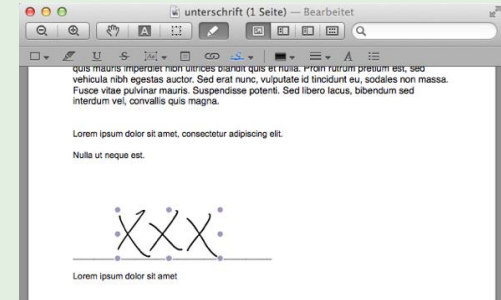 unterschrift (1 Seite) — Bearbeitet
quis mauris imperdiet nibh ultrices blandit quis et nulla. Proin rutrum pretium est, sed
vehicula nibh egestas auctor. Sed erat nunc, vulputate id tincidunt eu, sodales non massa.
Fusce vitae pulvinar mauris. Suspendisse potenti. Sed libero lacus, bibendum sed
interdum vel, convallis quis magna.
Lorem ipsum dolor sit amet, consectetur adipiscing elit.
Nulla ut neque est.
XXX
Lorem ipsum dolor sit amet